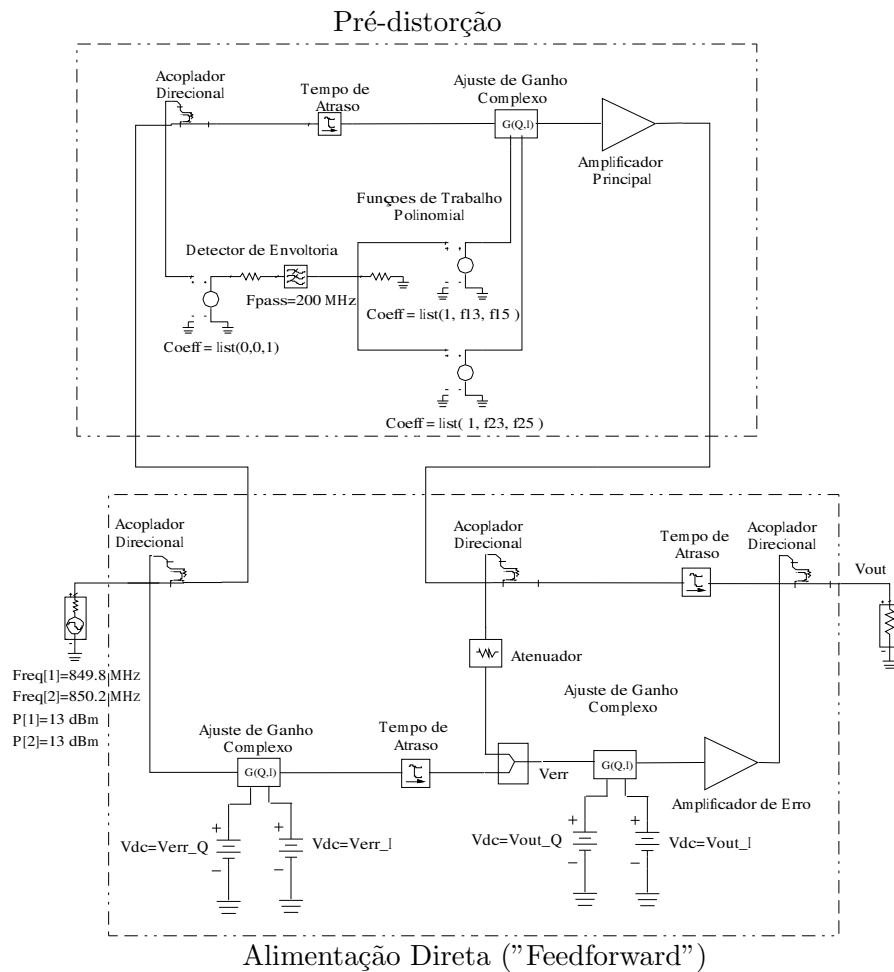 Pré-distorção
Acoplador
Direcional
Tempo de
Atraso
Ajuste de Ganho
Complexo
G(Q,I)
Amplificador
Principal
Funçoes de Trabalho
Polinomial
Detector de Envoltoria
Fpass=200 MHz
Coeff = list(0,0,1)
Coeff = list(1, f13, f15 )
Coeff = list( 1, f23, f25 )
Acoplador
Direcional
Acoplador
Direcional
Tempo de
Atraso
Acoplador
Direcional
Vout
Freq[1]=849.8 MHz
Freq[2]=850.2 MHz
P[1]=13 dBm
P[2]=13 dBm
Atenuador
Ajuste de Ganho
Complexo
G(Q,I)
Tempo de
Atraso
Verr
Ajuste de Ganho
Complexo
G(Q,I)
Amplificador de Erro
Vdc=Verr_Q
Vdc=Verr_I
Vdc=Vout_Q
Vdc=Vout_I
Alimentação Direta ("Feedforward")